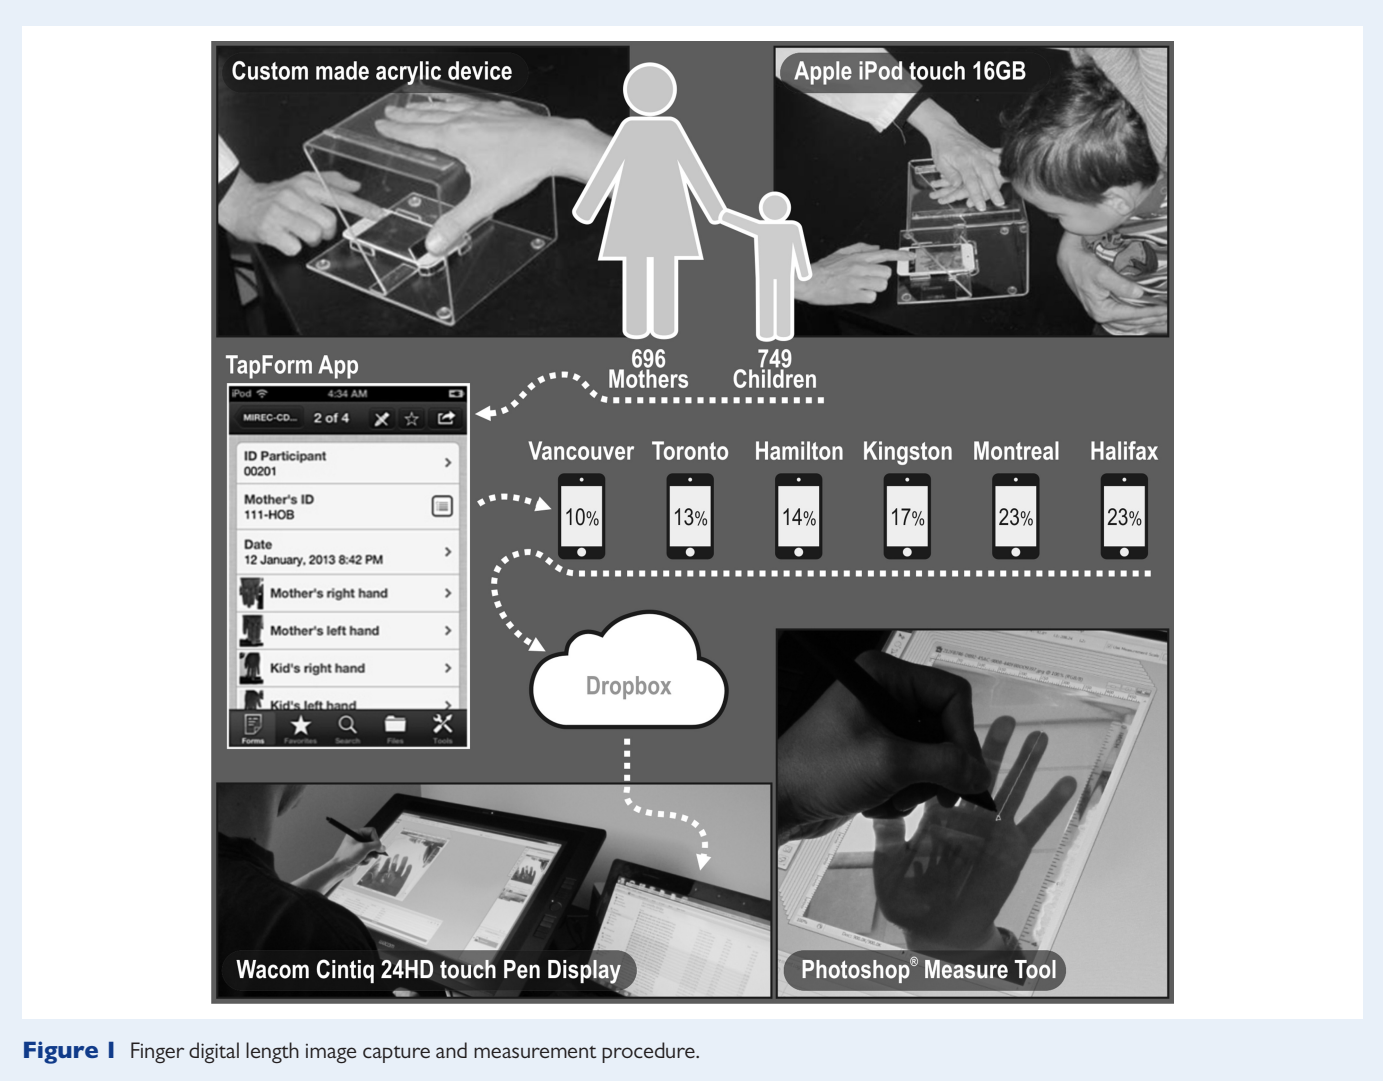 Custom made acrylic device
Apple iPod touch 16GB
696
Mothers
749
Children
TapForm App
iPod
4:34 AM
MIREC-CD...
2 of 4
ID Participant
00201
Mother's ID
111-HOB
Date
12 January, 2013 8:42 PM
Mother's right hand
Mother's left hand
Kid's right hand
Kid's left hand
Forms
Favorites
Search
Files
Tools
Vancouver
Toronto
Hamilton
Kingston
Montreal
Halifax
10%
13%
14%
17%
23%
23%
Dropbox
Wacom Cintiq 24HD touch Pen Display
Photoshop® Measure Tool
Figure 1 Finger digital length image capture and measurement procedure.